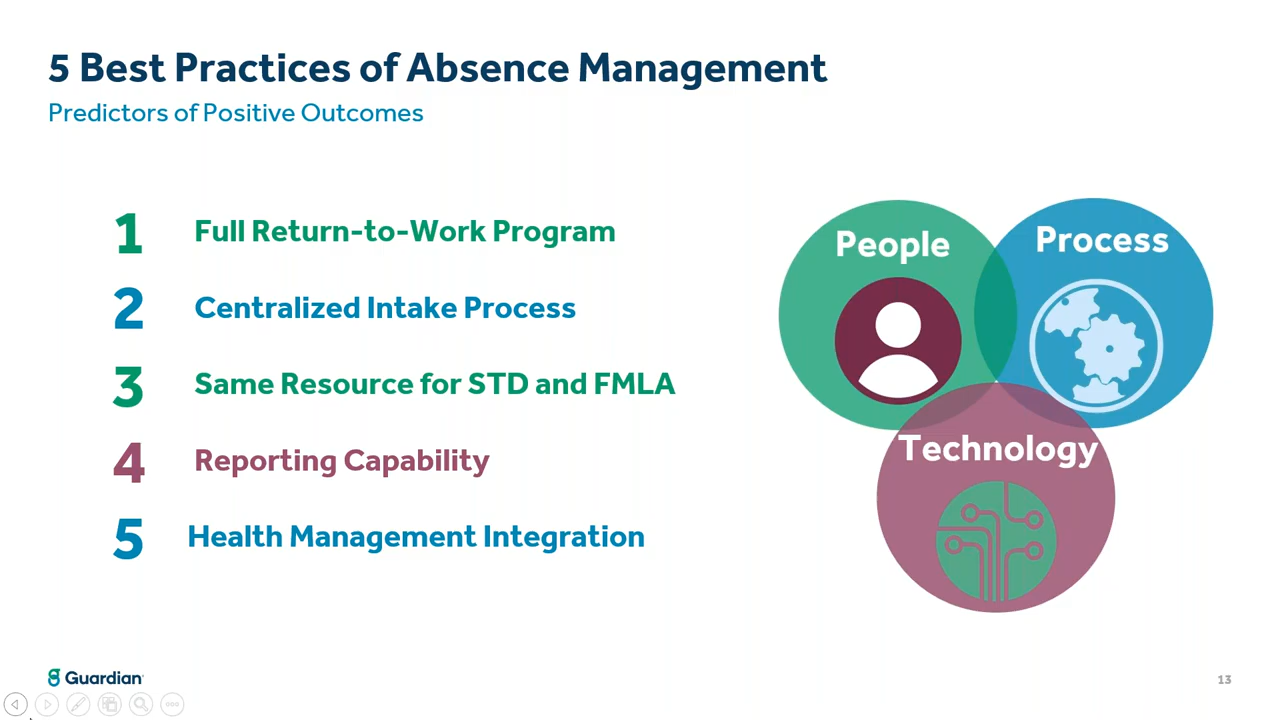 5 Best Practices of Absence Management
Predictors of Positive Outcomes
1 Full Return-to-Work Program
2 Centralized Intake Process
3 Same Resource for STD and FMLA
4 Reporting Capability
5 Health Management Integration
People
Process
Technology
Guardian
13